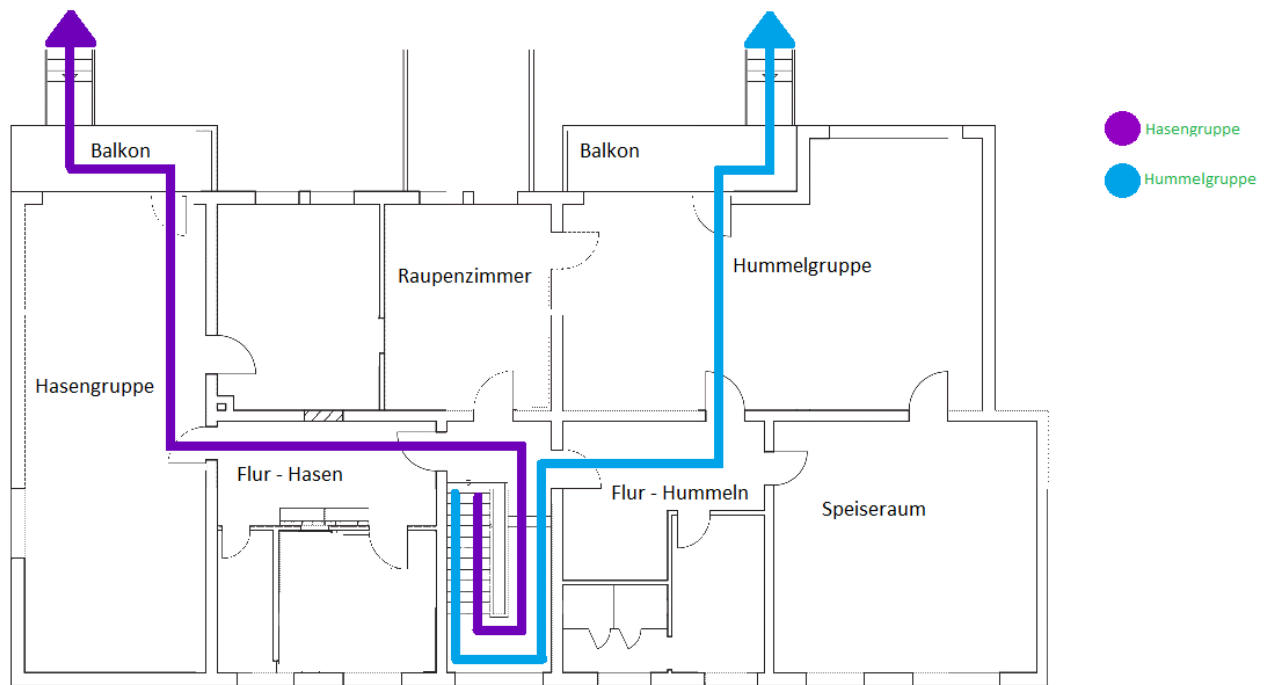 Balkon
Balkon
Hasengruppe
Hummelgruppe
Raupenzimmer
Hummelgruppe
Hasengruppe
Flur - Hasen
Flur - Hummeln
Speiseraum